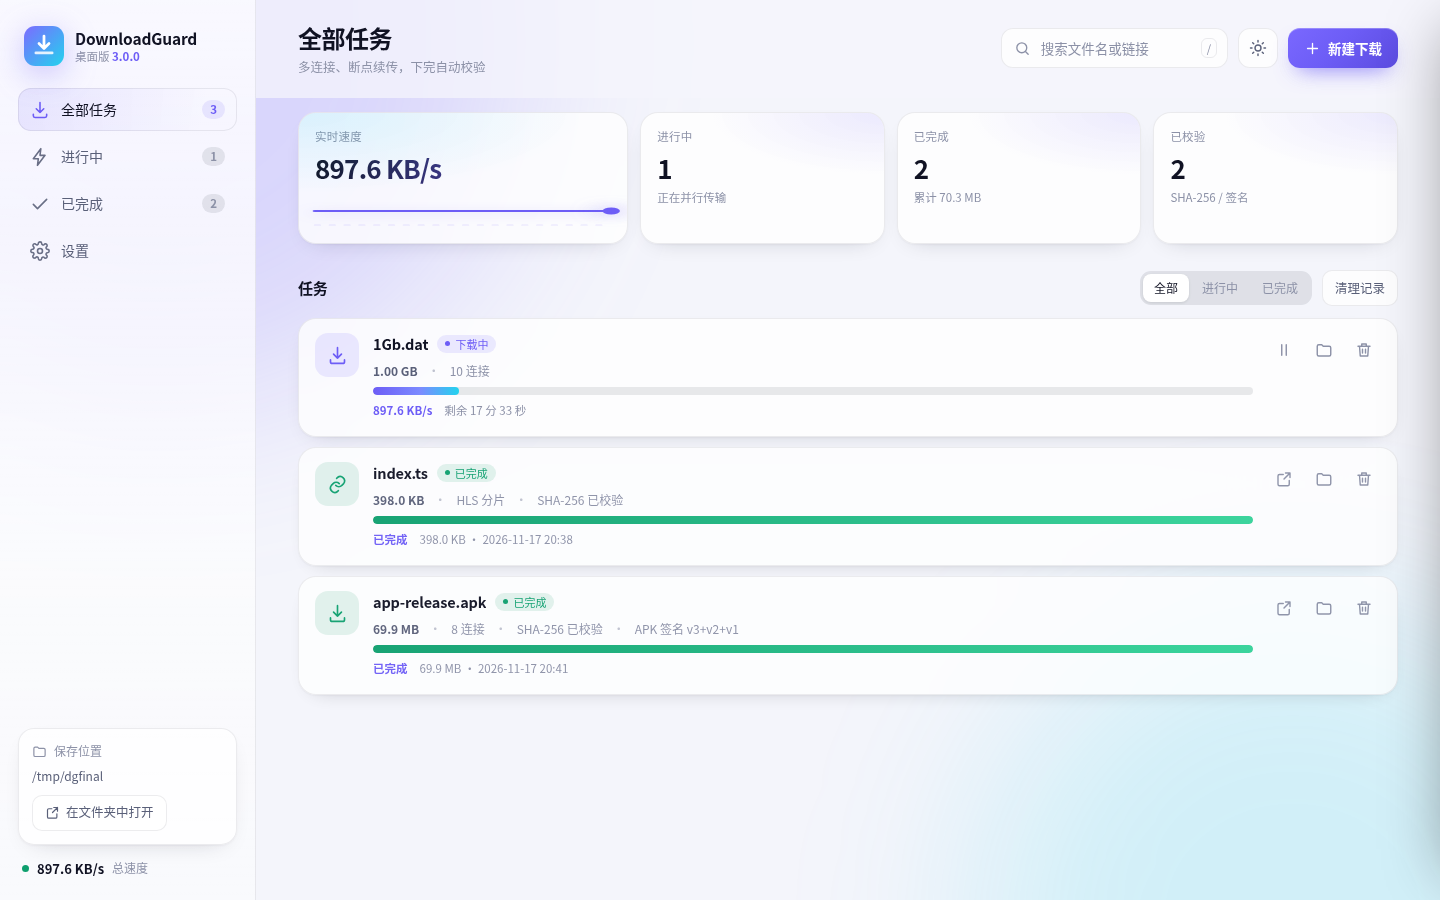 DownloadGuard
桌面版 3.0.0
全部任务 3
进行中 1
已完成 2
设置
保存位置
/tmp/dgfinal
在文件夹中打开
897.6 KB/s 总速度
全部任务
多连接、断点续传，下完自动校验
搜索文件名或链接 /
新建下载
实时速度
897.6 KB/s
进行中
1
正在并行传输
已完成
2
累计 70.3 MB
已校验
2
SHA-256 / 签名
任务
全部 进行中 已完成 清理记录
1Gb.dat 下载中
1.00 GB · 10 连接
897.6 KB/s 剩余 17 分 33 秒
index.ts 已完成
398.0 KB · HLS 分片 · SHA-256 已校验
已完成 398.0 KB · 2026-11-17 20:38
app-release.apk 已完成
69.9 MB · 8 连接 · SHA-256 已校验 · APK 签名 v3+v2+v1
已完成 69.9 MB · 2026-11-17 20:41